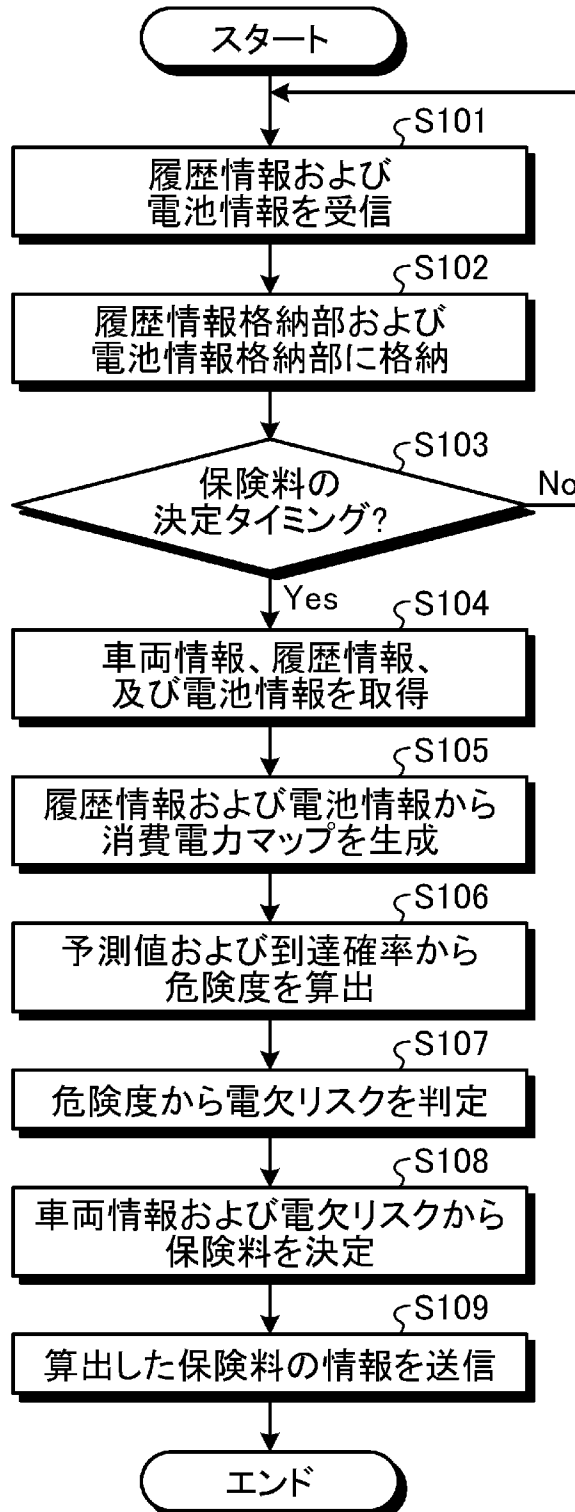 スタート
S101
履歴情報および
電池情報を受信
S102
履歴情報格納部および
電池情報格納部に格納
S103
保険料の
決定タイミング?
No
Yes
S104
車両情報、履歴情報、
及び電池情報を取得
S105
履歴情報および電池情報から
消費電力マップを生成
S106
予測値および到達確率から
危険度を算出
S107
危険度から電欠リスクを判定
S108
車両情報および電欠リスクから
保険料を決定
S109
算出した保険料の情報を送信
エンド